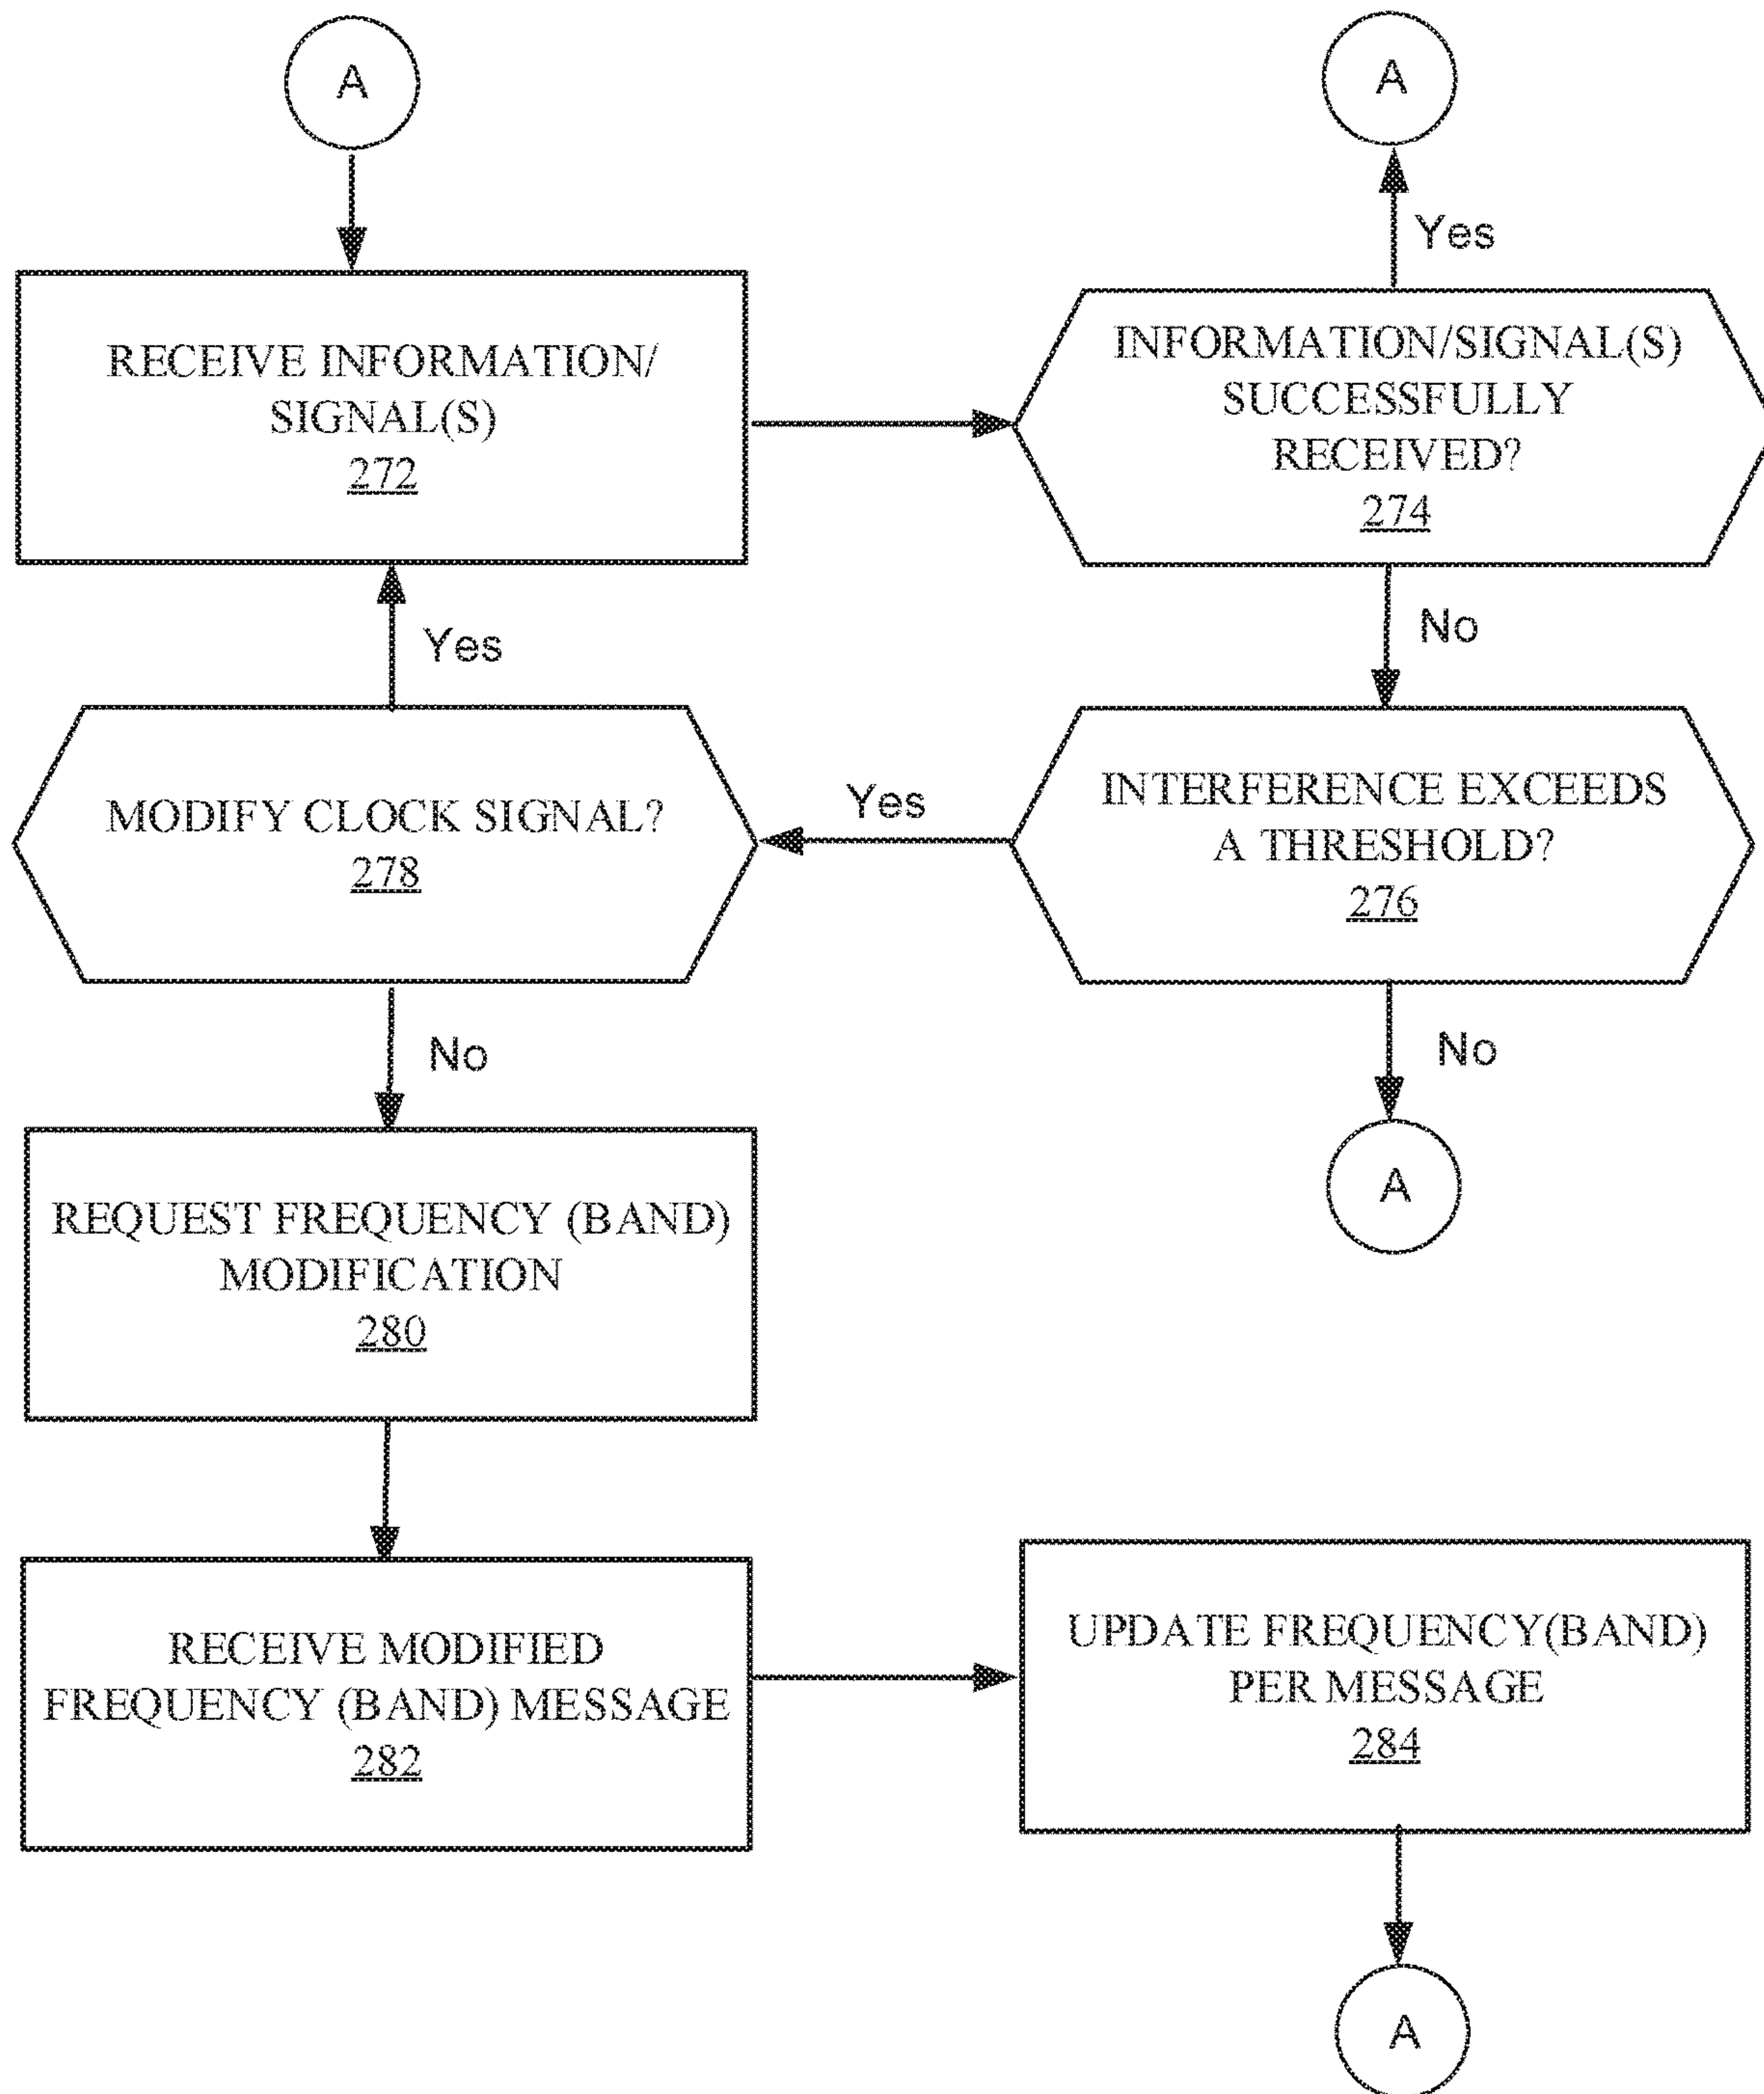 A
A
Yes
RECEIVE INFORMATION/
SIGNAL(S)
272
INFORMATION/SIGNAL(S)
SUCCESSFULLY
RECEIVED?
274
Yes
No
MODIFY CLOCK SIGNAL?
278
Yes
INTERFERENCE EXCEEDS
A THRESHOLD?
276
No
No
A
REQUEST FREQUENCY (BAND)
MODIFICATION
280
RECEIVE MODIFIED
FREQUENCY (BAND) MESSAGE
282
UPDATE FREQUENCY(BAND)
PER MESSAGE
284
A